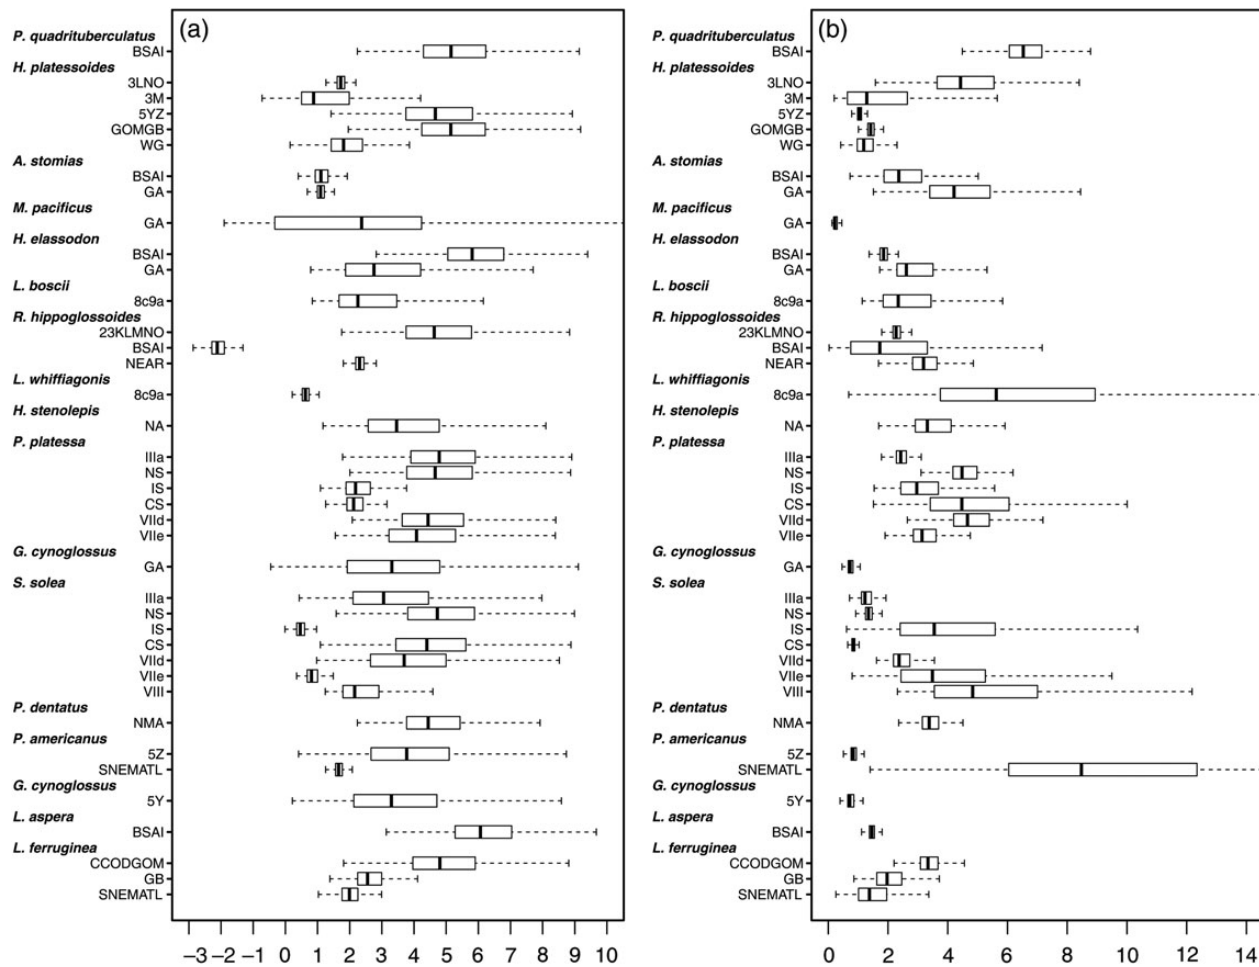 (a)
P. quadrituberculatus
BSAI
H. platessoides
3LNO
3M
5YZ
GOMGB
WG
A. stomias
BSAI
GA
M. pacificus
GA
H. elassodon
BSAI
GA
L. boscii
8c9a
R. hippoglossoides
23KLMNO
BSAI
NEAR
L. whiffiagonis
8c9a
H. stenolepis
NA
P. platessa
IIIa
NS
IS
CS
VIId
VIIe
G. cynoglossus
GA
S. solea
IIIa
NS
IS
CS
VIId
VIIe
VIII
P. dentatus
NMA
P. americanus
5Z
SNEMATL
G. cynoglossus
5Y
L. aspera
BSAI
L. ferruginea
CCODGOM
GB
SNEMATL
−3 −2 −1 0 1 2 3 4 5 6 7 8 9 10
(b)
P. quadrituberculatus
BSAI
H. platessoides
3LNO
3M
5YZ
GOMGB
WG
A. stomias
BSAI
GA
M. pacificus
GA
H. elassodon
BSAI
GA
L. boscii
8c9a
R. hippoglossoides
23KLMNO
BSAI
NEAR
L. whiffiagonis
8c9a
H. stenolepis
NA
P. platessa
IIIa
NS
IS
CS
VIId
VIIe
G. cynoglossus
GA
S. solea
IIIa
NS
IS
CS
VIId
VIIe
VIII
P. dentatus
NMA
P. americanus
5Z
SNEMATL
G. cynoglossus
5Y
L. aspera
BSAI
L. ferruginea
CCODGOM
GB
SNEMATL
0 2 4 6 8 10 12 14